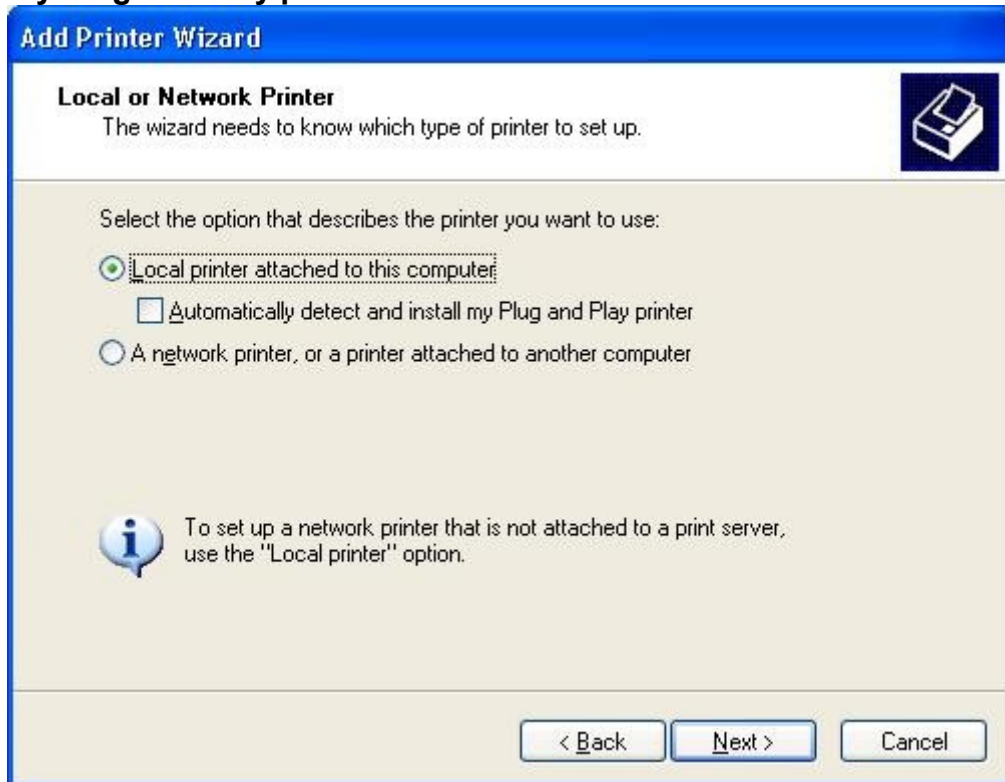 Add Printer Wizard
Local or Network Printer
The wizard needs to know which type of printer to set up.
Select the option that describes the printer you want to use:
Local printer attached to this computer
Automatically detect and install my Plug and Play printer
A network printer, or a printer attached to another computer
To set up a network printer that is not attached to a print server,
use the "Local printer" option.
< Back
Next >
Cancel